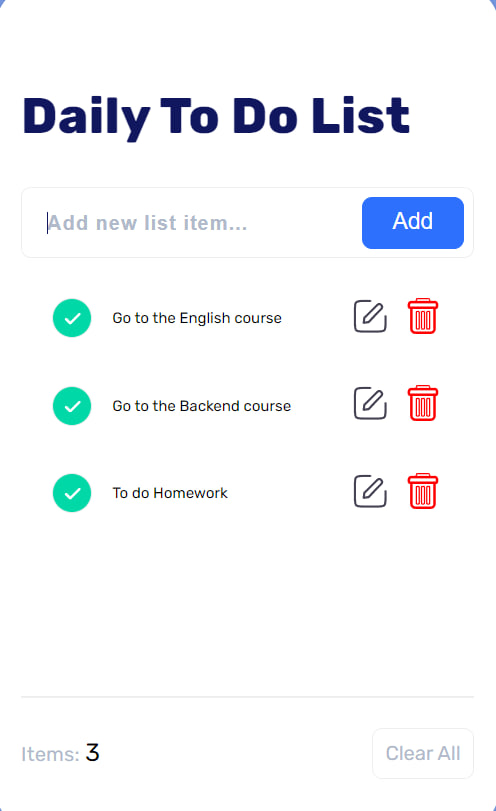 Daily To Do List
Add new list item...
Add
Go to the English course
Go to the Backend course
To do Homework
Items: 3
Clear All